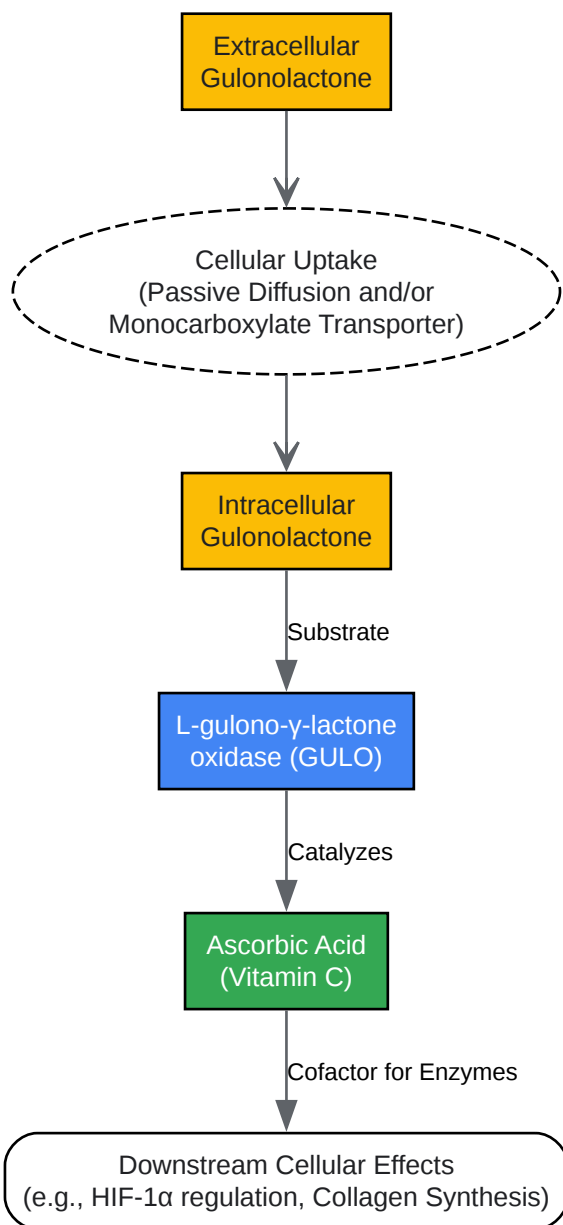 Extracellular
Gulonolactone
Cellular Uptake
(Passive Diffusion and/or
Monocarboxylate Transporter)
Intracellular
Gulonolactone
Substrate
L-gulono-γ-lactone
oxidase (GULO)
Catalyzes
Ascorbic Acid
(Vitamin C)
Cofactor for Enzymes
Downstream Cellular Effects
(e.g., HIF-1α regulation, Collagen Synthesis)